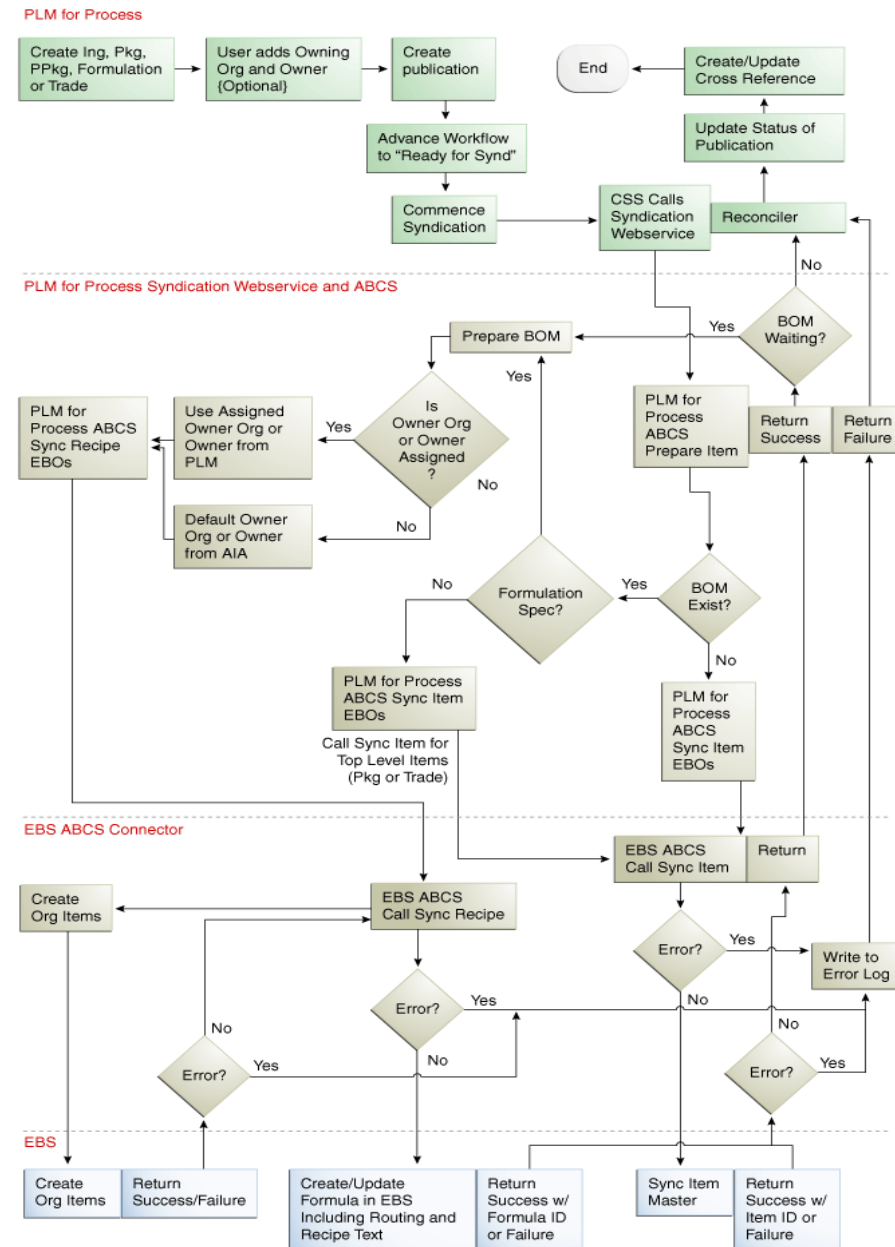 PLM for Process
Create Ing, Pkg,
PPkg, Formulation
or Trade
User adds Owning
Org and Owner
{Optional}
Create
publication
End
Create/Update
Cross Reference
Advance Workflow
to “Ready for Synd”
Update Status of
Publication
Commence
Syndication
CSS Calls
Syndication
Webservice
Reconciler
No
PLM for Process Syndication Webservice and ABCS
Prepare BOM
Yes
BOM
Waiting?
Yes
PLM for
Process ABCS
Sync Recipe
EBOs
Use Assigned
Owner Org or
Owner from
PLM
Yes
Is
Owner Org
or Owner
Assigned
?
No
PLM for
Process
ABCS
Prepare Item
Return
Success
Return
Failure
Default Owner
Org or Owner
from AIA
No
No
Formulation
Spec?
Yes
BOM
Exist?
No
PLM for Process
ABCS Sync Item
EBOs
Call Sync Item for
Top Level Items
(Pkg or Trade)
PLM for
Process
ABCS
Sync Item
EBOs
EBS ABCS Connector
EBS ABCS
Call Sync Item
Return
Create
Org Items
EBS ABCS
Call Sync Recipe
Error?
Yes
Write to
Error Log
No
Error?
Yes
No
No
Error?
Yes
No
Error?
Yes
EBS
Create
Org Items
Return
Success/Failure
Create/Update
Formula in EBS
Including Routing and
Recipe Text
Return
Success w/
Formula ID
or Failure
Sync Item
Master
Return
Success w/
Item ID or
Failure